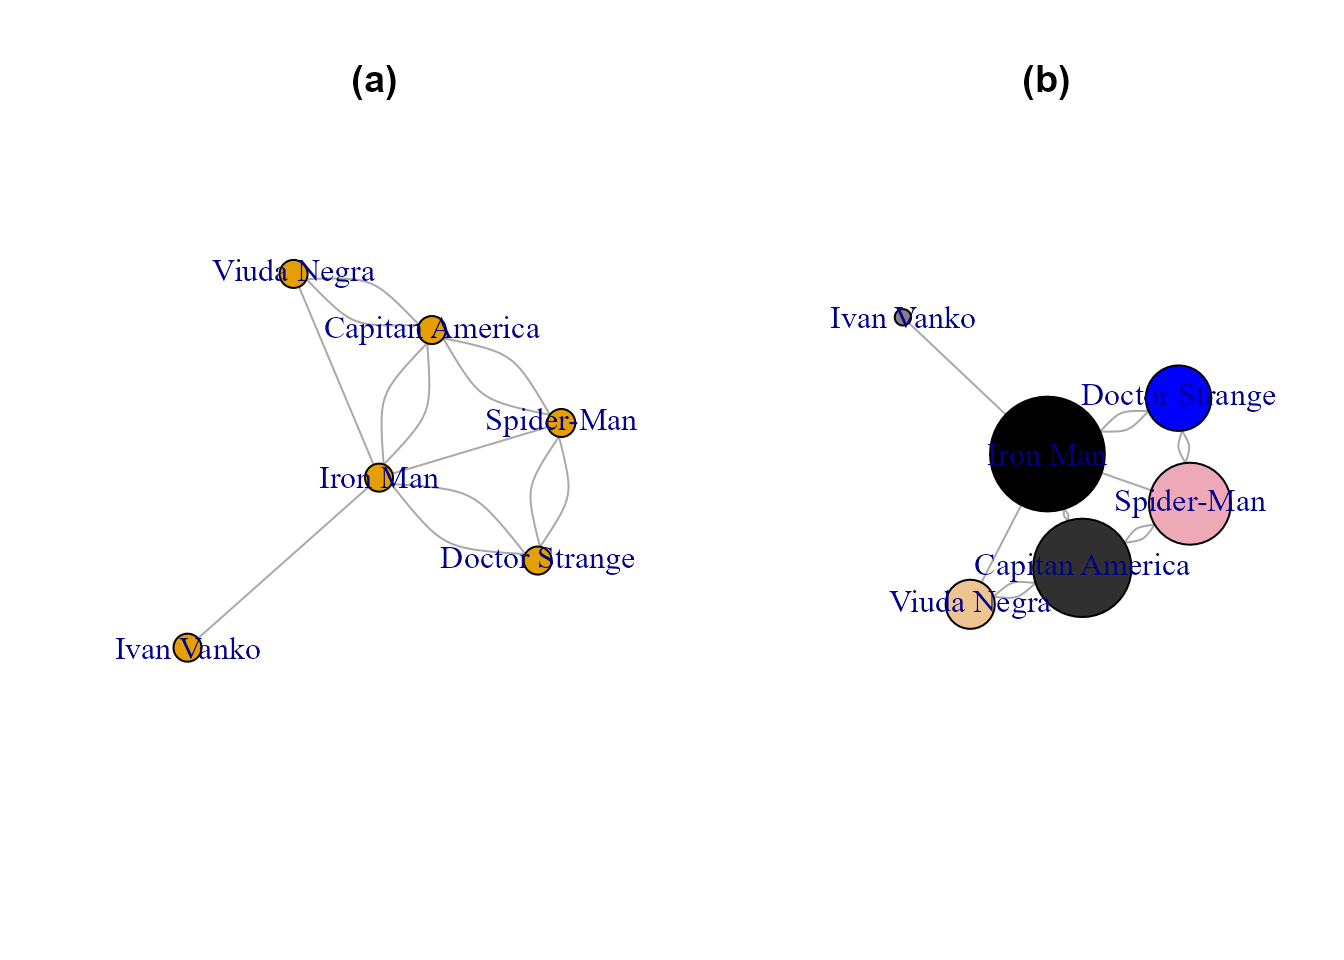 (a)
Viuda Negra
Capitan America
Spider-Man
Iron Man
Doctor Strange
Ivan Vanko
(b)
Ivan Vanko
Doctor Strange
Iron Man
Spider-Man
Capitan America
Viuda Negra